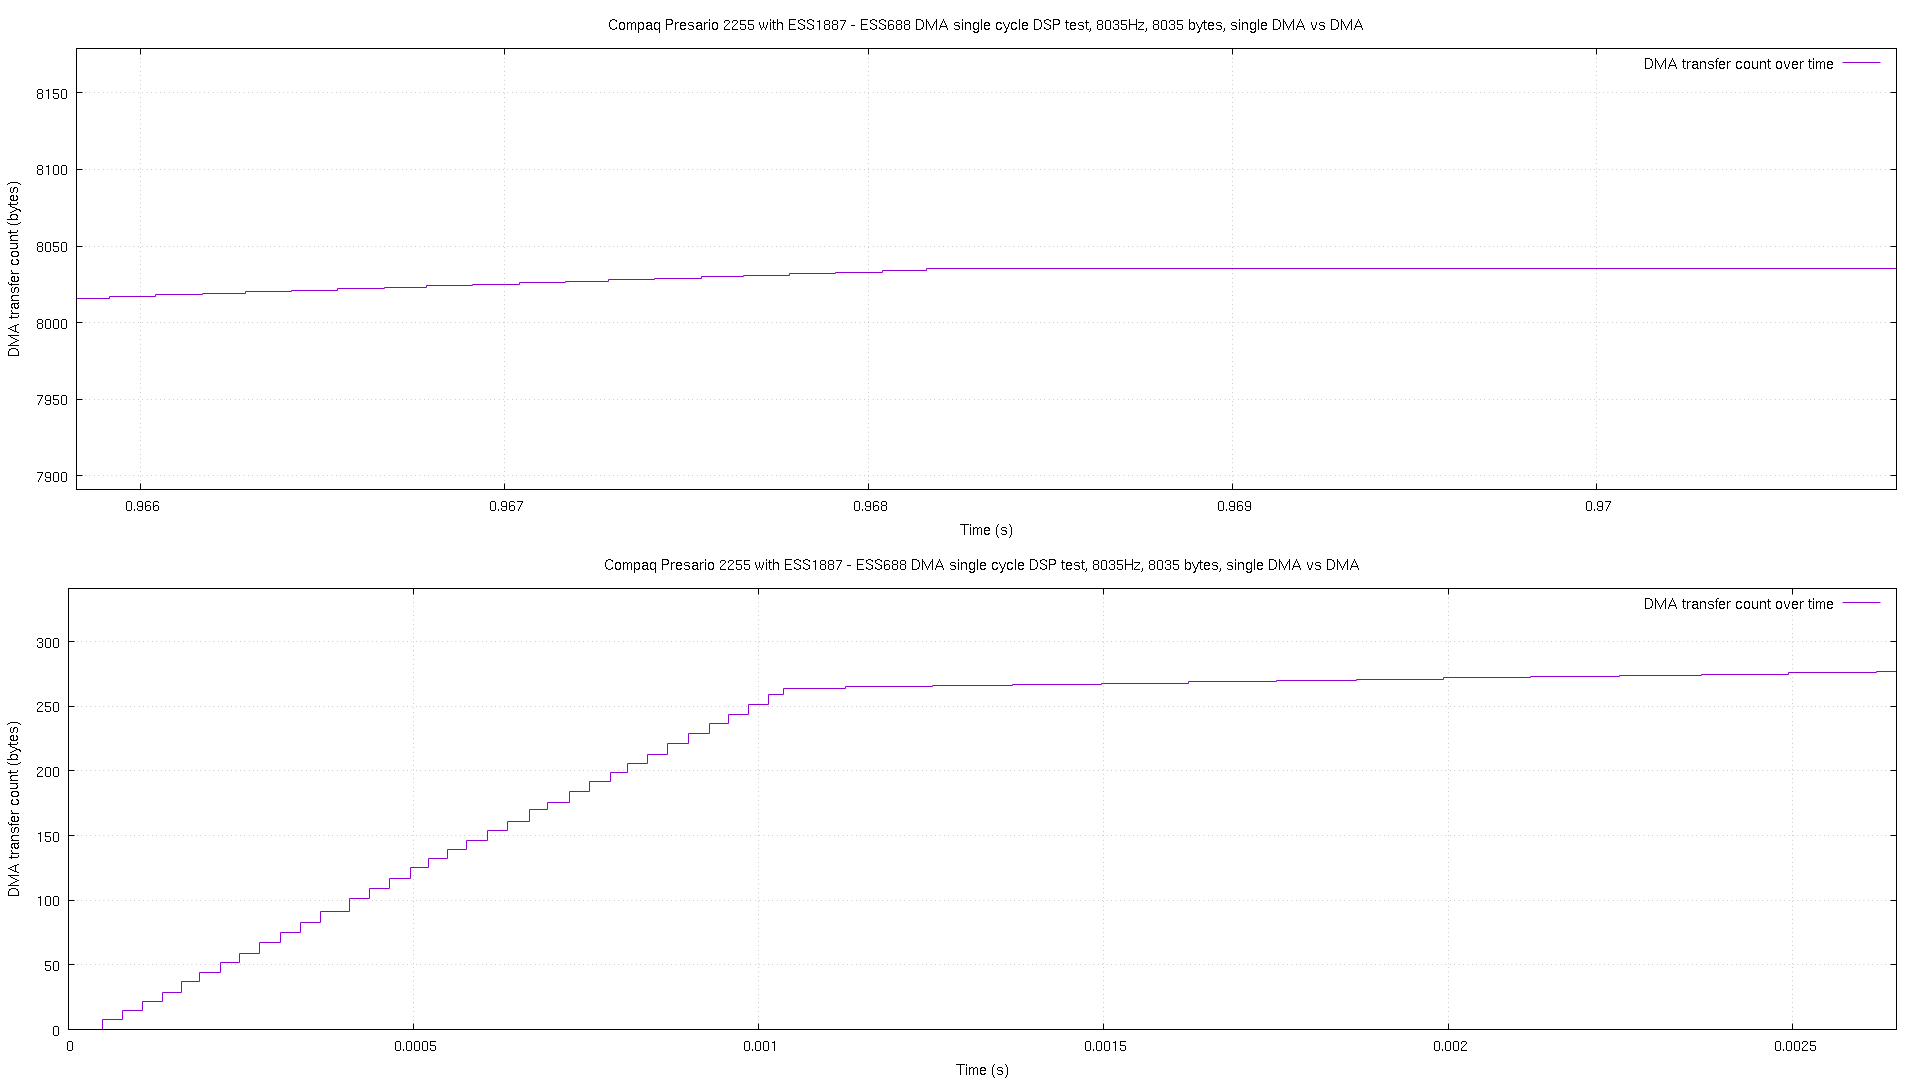 Compaq Presario 2255 with ESS1887 - ESS688 DMA single cycle DSP test, 8035Hz, 8035 bytes, single DMA vs DMA
DMA transfer count over time
8150
8100
8050
8000
7950
7900
DMA transfer count (bytes)
0.966 0.967 0.968 0.969 0.97
Time (s)
Compaq Presario 2255 with ESS1887 - ESS688 DMA single cycle DSP test, 8035Hz, 8035 bytes, single DMA vs DMA
DMA transfer count over time
300
250
200
150
100
50
0
DMA transfer count (bytes)
0 0.0005 0.001 0.0015 0.002 0.0025
Time (s)